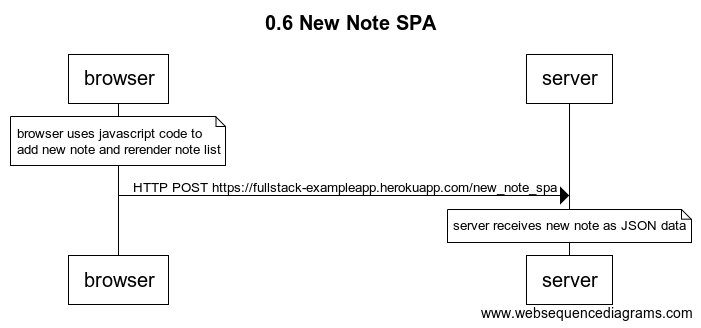 0.6 New Note SPA
browser
server
browser uses javascript code to
add new note and rerender note list
HTTP POST https://fullstack-exampleapp.herokuapp.com/new_note_spa
server receives new note as JSON data
browser
server
www.websequencediagrams.com